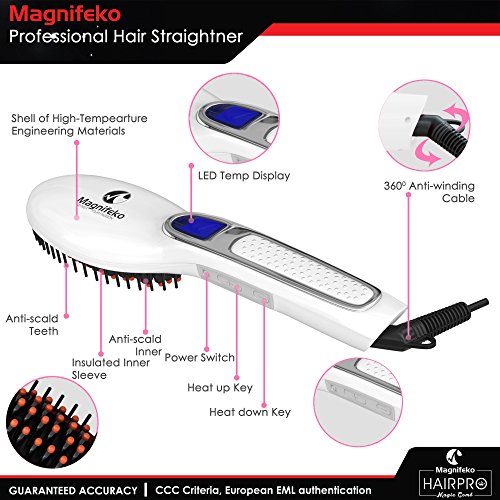 Magnifeko
Professional Hair Straightner
Shell of High-Tempearture
Engineering Materials
LED Temp Display
360⁰ Anti-winding
Cable
Magnifeko
Anti-scald
Teeth
Anti-scald
Inner
Insulated Inner
Sleeve
Power Switch
Heat up Key
Heat down Key
Magnifeko
HAIRPRO
Magic Comb
GUARANTEED ACCURACY | CCC Criteria, European EML authentication